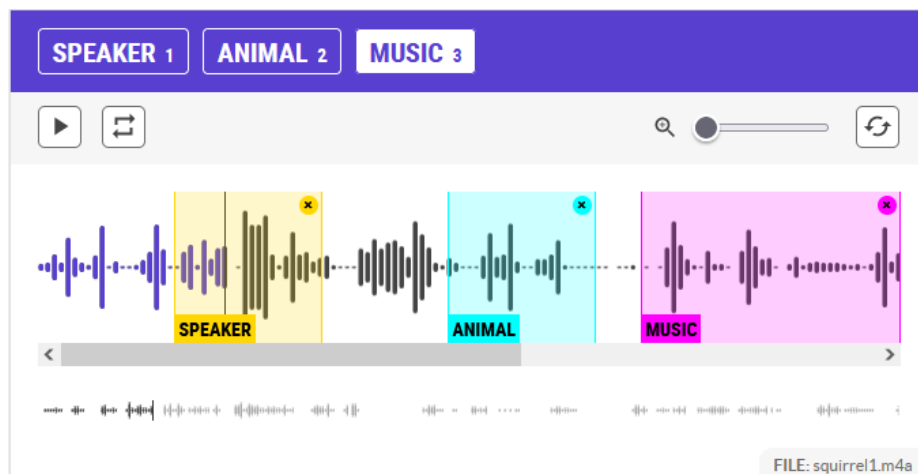 SPEAKER 1 ANIMAL 2 MUSIC 3
SPEAKER ANIMAL MUSIC
FILE: squirrel1.m4a